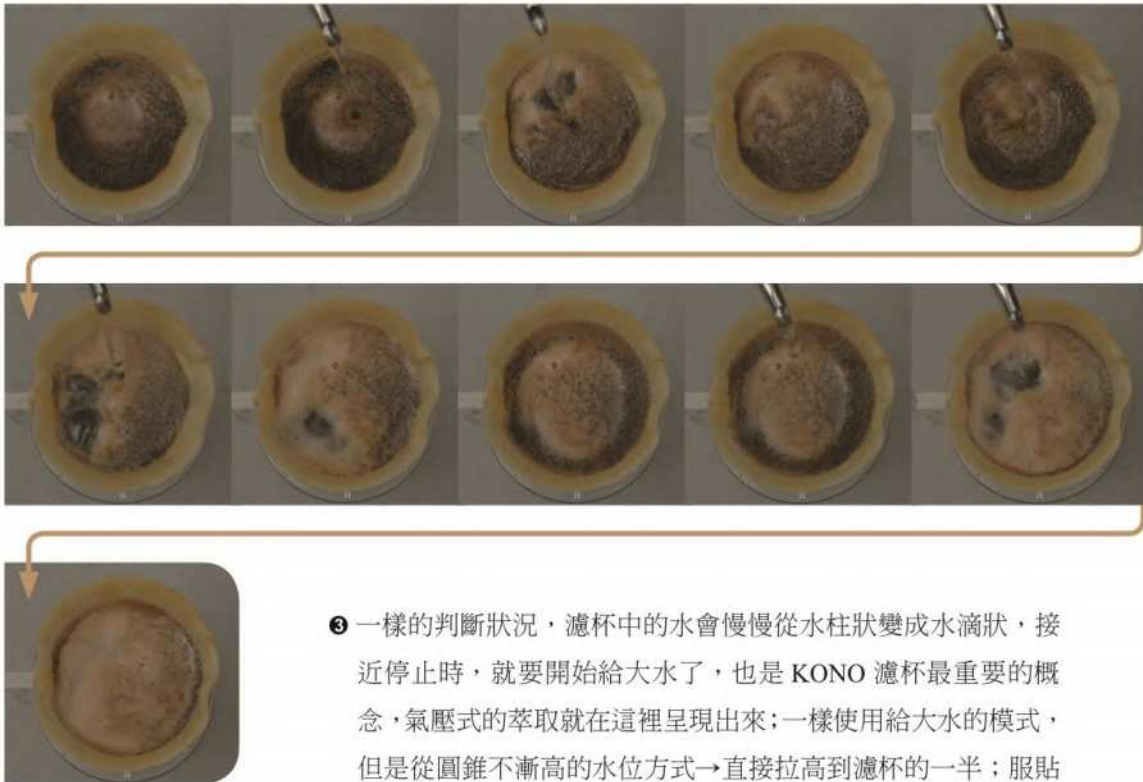 ❸ 一樣的判斷狀況，濾杯中的水會慢慢從水柱狀變成水滴狀，接
近停止時，就要開始給大水了，也是 KONO 濾杯最重要的概
念，氣壓式的萃取就在這裡呈現出來；一樣使用給大水的模式，
但是從圓錐不漸高的水位方式→直接拉高到濾杯的一半；服貼